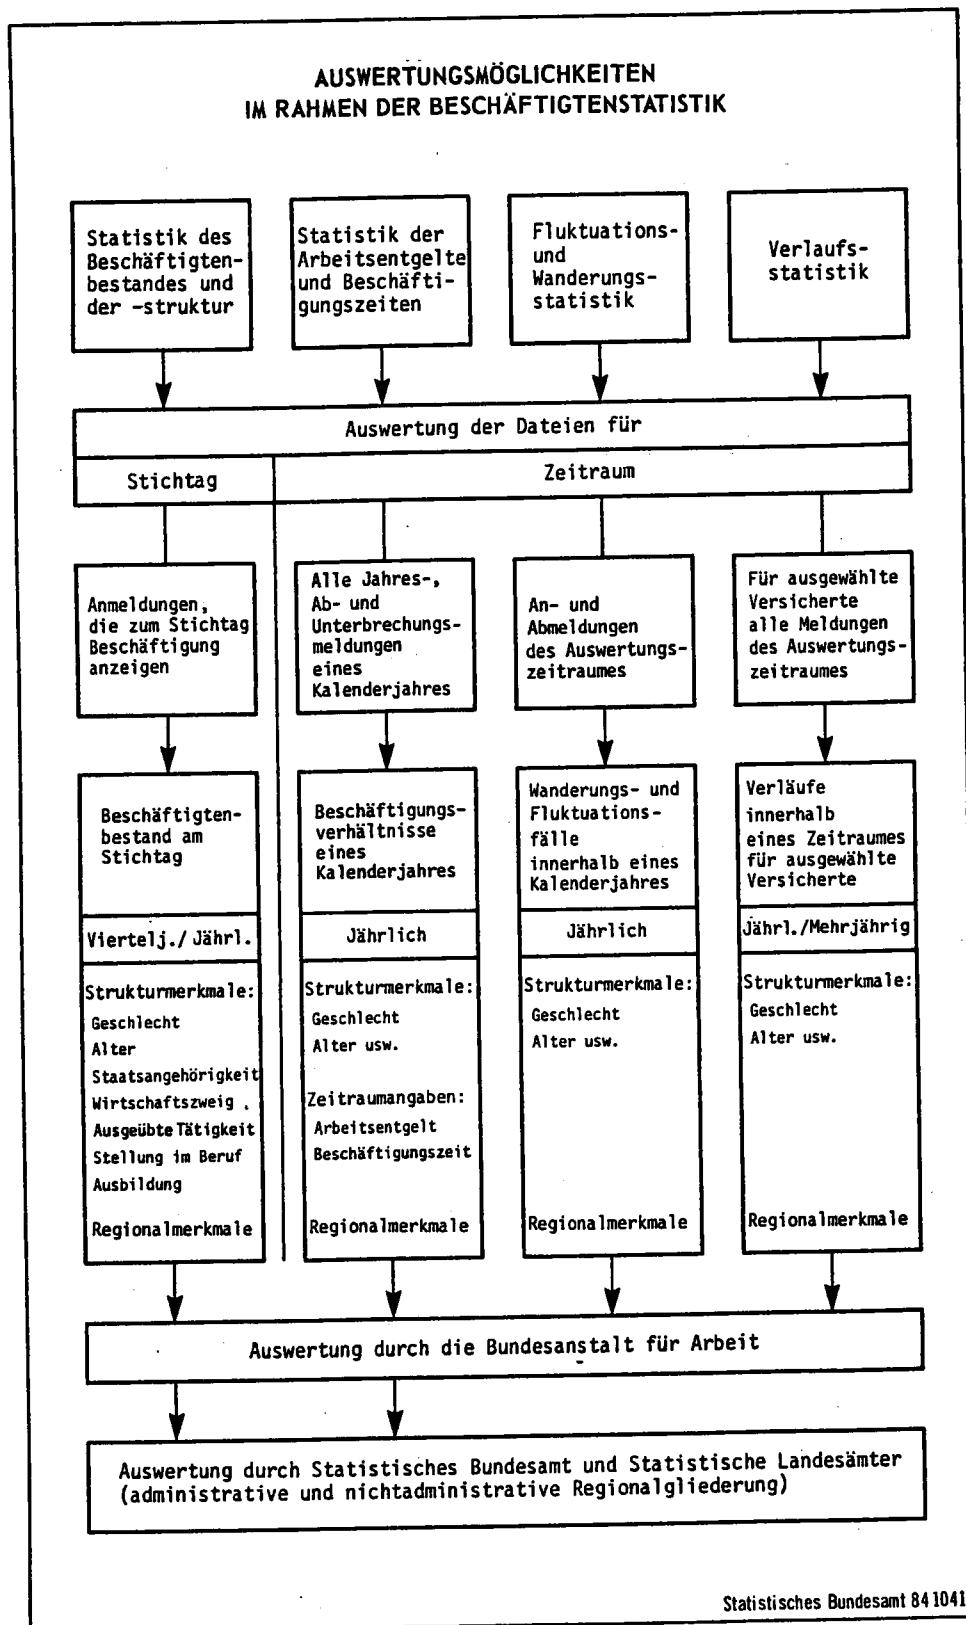 AUSWERTUNGSMÖGLICHKEITEN
IM RAHMEN DER BESCHÄFTIGTENSTATISTIK
Statistik des
Beschäftigten-
bestandes und
der -struktur
Statistik der
Arbeitsentgelte
und Beschäfti-
gungszeiten
Fluktuations-
und
Wanderungs-
statistik
Verlaufs-
statistik
Auswertung der Dateien für
Stichtag
Zeitraum
Anmeldungen,
die zum Stichtag
Beschäftigung
anzeigen
Alle Jahres-,
Ab- und
Unterbrechungs-
meldungen
eines
Kalenderjahres
An- und
Abmeldungen
des Auswertungs-
zeitraumes
Für ausgewählte
Versicherte
alle Meldungen
des Auswertungs-
zeitraumes
Beschäftigten-
bestand am
Stichtag
Beschäftigungs-
verhältnisse
eines
Kalenderjahres
Wanderungs- und
Fluktuations-
fälle
innerhalb eines
Kalenderjahres
Verläufe
innerhalb
eines Zeitraumes
für ausgewählte
Versicherte
Viertelj./ Jährl.
Jährlich
Jährlich
Jährl./Mehrjährig
Strukturmerkmale:
Geschlecht
Alter
Staatsangehörigkeit
Wirtschaftszweig
Ausgeübte Tätigkeit
Stellung im Beruf
Ausbildung
Regionalmerkmale
Strukturmerkmale:
Geschlecht
Alter usw.
Zeitraumangaben:
Arbeitsentgelt
Beschäftigungszeit
Regionalmerkmale
Strukturmerkmale:
Geschlecht
Alter usw.
Regionalmerkmale
Strukturmerkmale:
Geschlecht
Alter usw.
Regionalmerkmale
Auswertung durch die Bundesanstalt für Arbeit
Auswertung durch Statistisches Bundesamt und Statistische Landesämter
(administrative und nichtadministrative Regionalgliederung)
Statistisches Bundesamt 84 1041